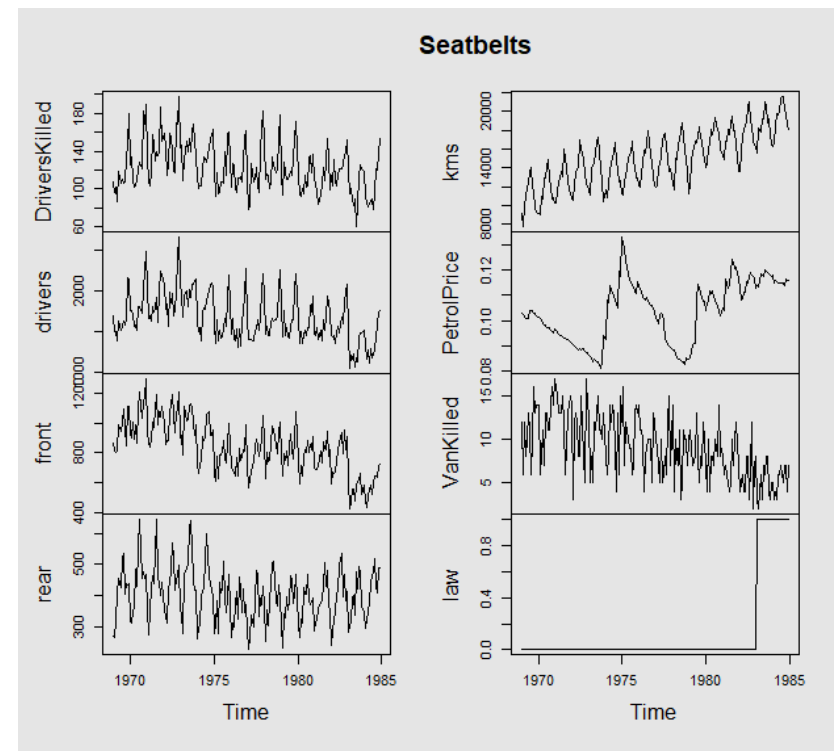 Seatbelts
DriversKilled
180
140
100
60
drivers
2000
1000
front
1200
800
400
rear
500
300
1970 1975 1980 1985
Time
kms
20000
14000
8000
PetrolPrice
0.12
0.10
0.08
VanKilled
15
10
5
law
0.8
0.4
0.0
1970 1975 1980 1985
Time